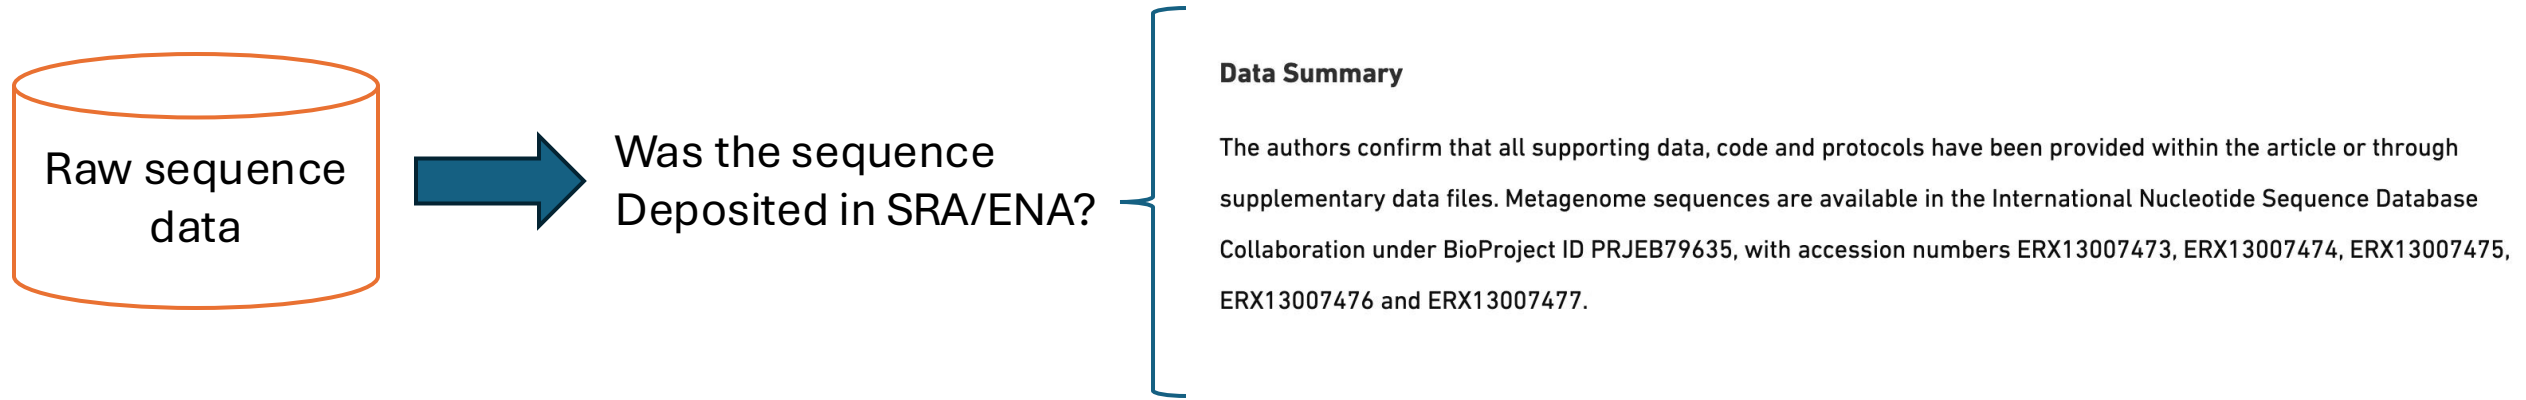 Raw sequence
data
Was the sequence
Deposited in SRA/ENA?
Data Summary
The authors confirm that all supporting data, code and protocols have been provided within the article or through
supplementary data files. Metagenome sequences are available in the International Nucleotide Sequence Database
Collaboration under BioProject ID PRJEB79635, with accession numbers ERX13007473, ERX13007474, ERX13007475,
ERX13007476 and ERX13007477.